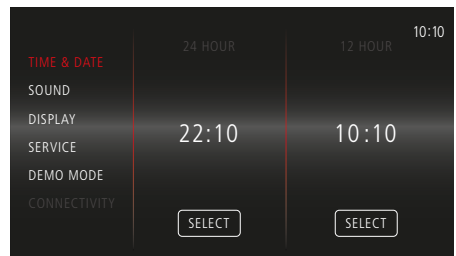 10:10
TIME & DATE
SOUND
DISPLAY
SERVICE
DEMO MODE
CONNECTIVITY
24 HOUR
22:10
SELECT
12 HOUR
10:10
SELECT